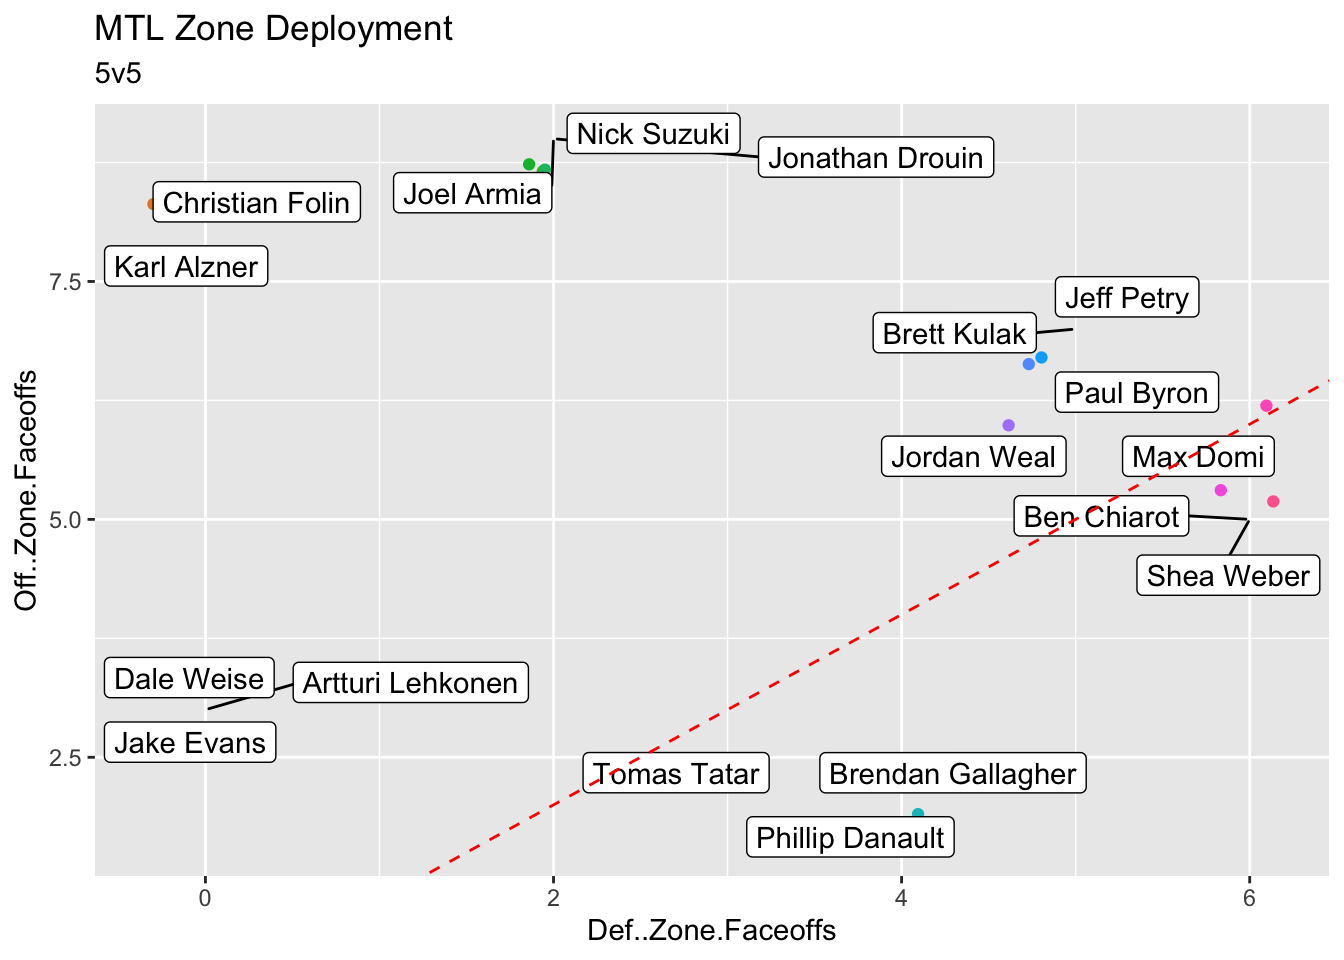 MTL Zone Deployment
5v5
Nick Suzuki
Jonathan Drouin
Joel Armia
Christian Folin
Karl Alzner
7.5
Jeff Petry
Brett Kulak
Paul Byron
Jordan Weal
Max Domi
5.0
Ben Chiarot
Shea Weber
Dale Weise
Artturi Lehkonen
Jake Evans
2.5
Tomas Tatar
Brendan Gallagher
Phillip Danault
0
2
4
6
Def..Zone.Faceoffs
Off..Zone.Faceoffs